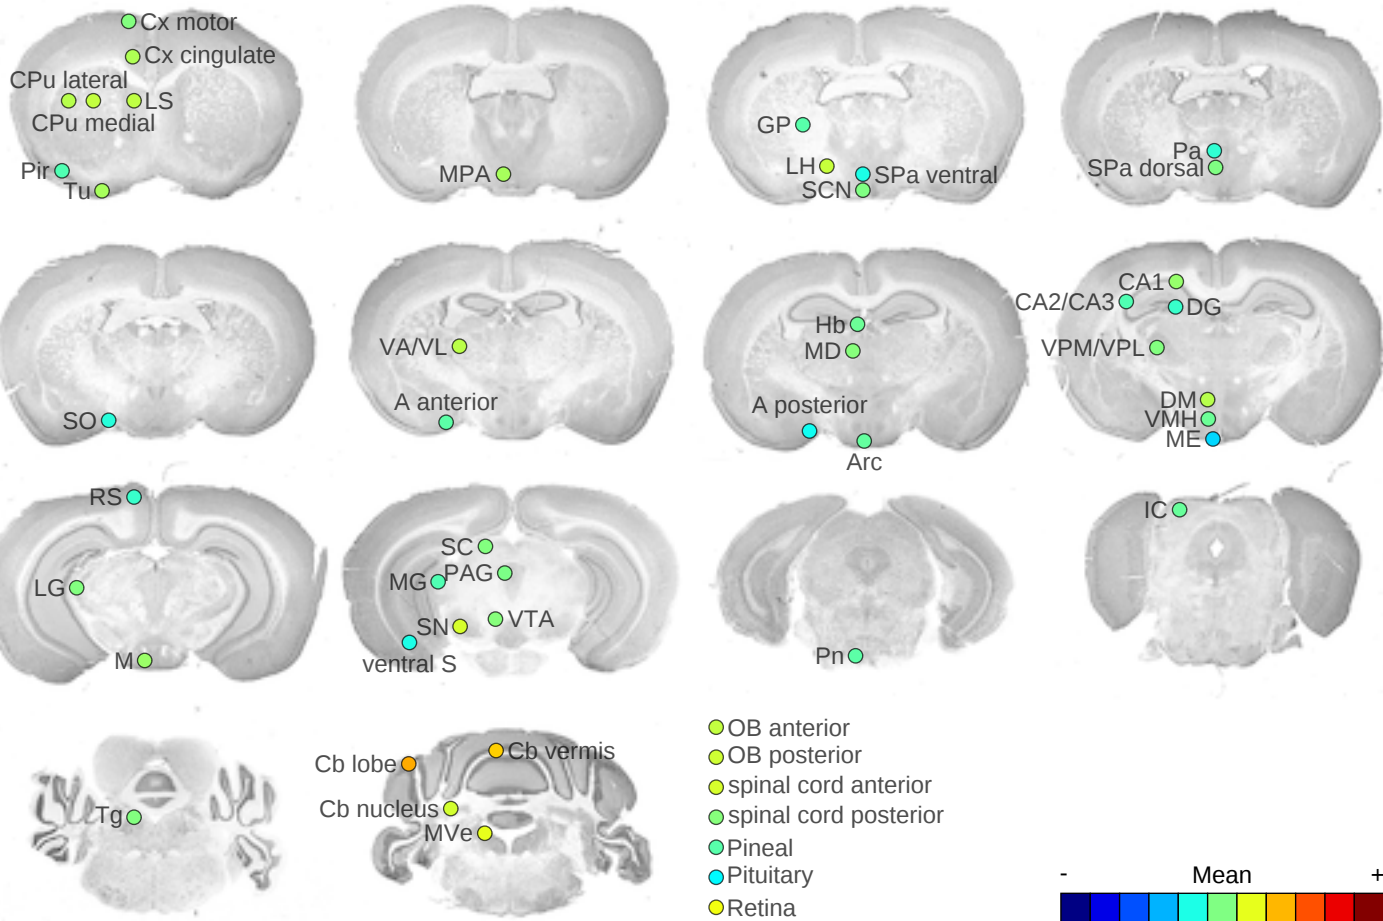 Cx motor
Cx cingulate
CPu lateral
LS
CPu medial
Pir
Tu
MPA
GP
LH
SPa ventral
SCN
Pa
SPa dorsal
SO
VA/VL
A anterior
Hb
MD
A posterior
Arc
CA1
CA2/CA3
DG
VPM/VPL
DM
VMH
ME
RS
LG
M
SC
MG
PAG
SN
VTA
ventral S
Pn
IC
Tg
Cb lobe
Cb vermis
Cb nucleus
MVe
OB anterior
OB posterior
spinal cord anterior
spinal cord posterior
Pineal
Pituitary
Retina
- Mean +